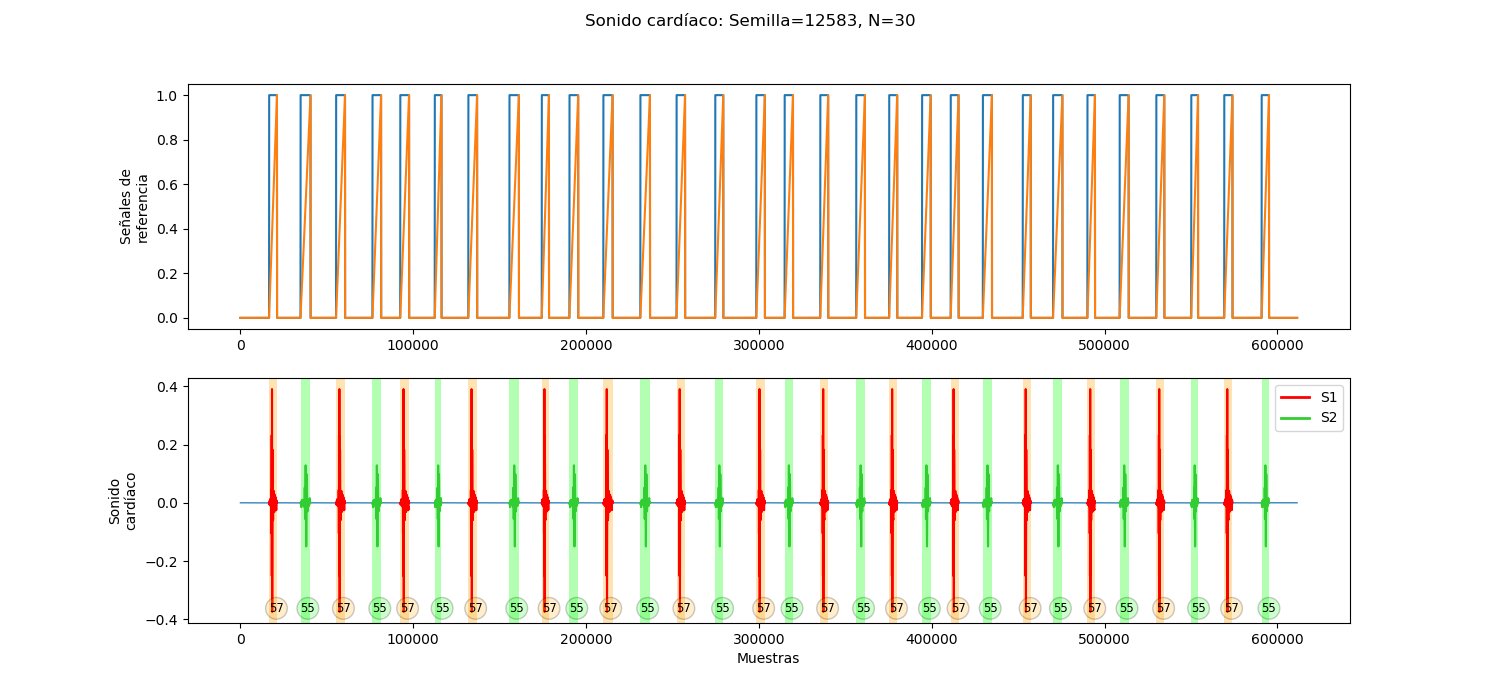 Sonido cardíaco: Semilla=12583, N=30
Señales de
referencia
1.0
0.8
0.6
0.4
0.2
0.0
0 100000 200000 300000 400000 500000 600000
Sonido
cardíaco
0.4
0.2
0.0
−0.2
−0.4
S1
S2
57 55 57 55 57 55 57 55 57 55 57 55 57 55 57 55 57 55 57 55 57 55 57 55 57 55 57 55 57 55
0 100000 200000 300000 400000 500000 600000
Muestras